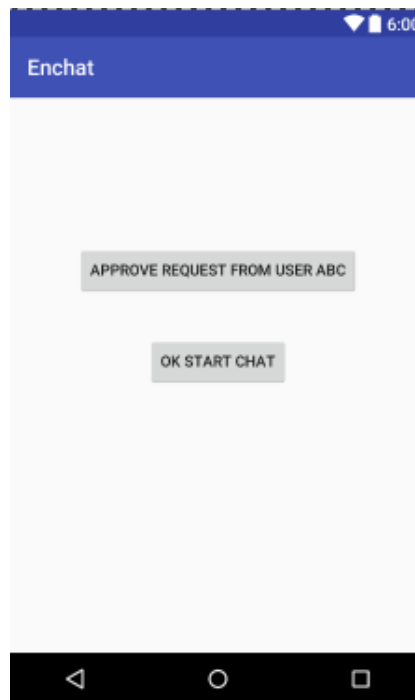 6:00
Enchat
APPROVE REQUEST FROM USER ABC
OK START CHAT